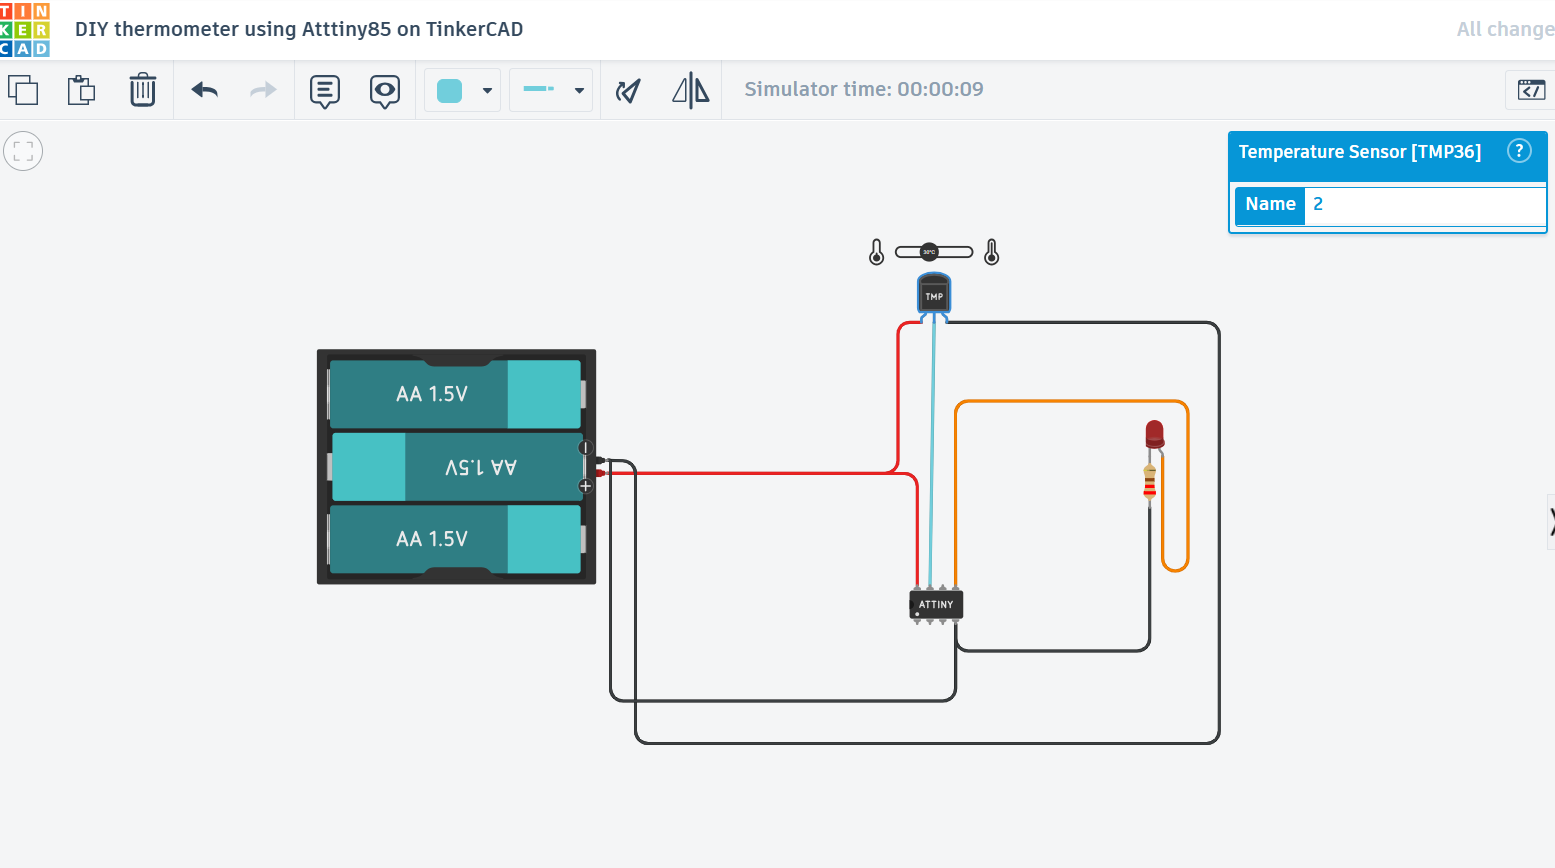 TIN
KER
CAD
DIY thermometer using Atttiny85 on TinkerCAD
All change
Simulator time: 00:00:09
Temperature Sensor [TMP36]
?
Name 2
TMP
AA 1.5V
AA 1.5V
AA 1.5V
ATTINY